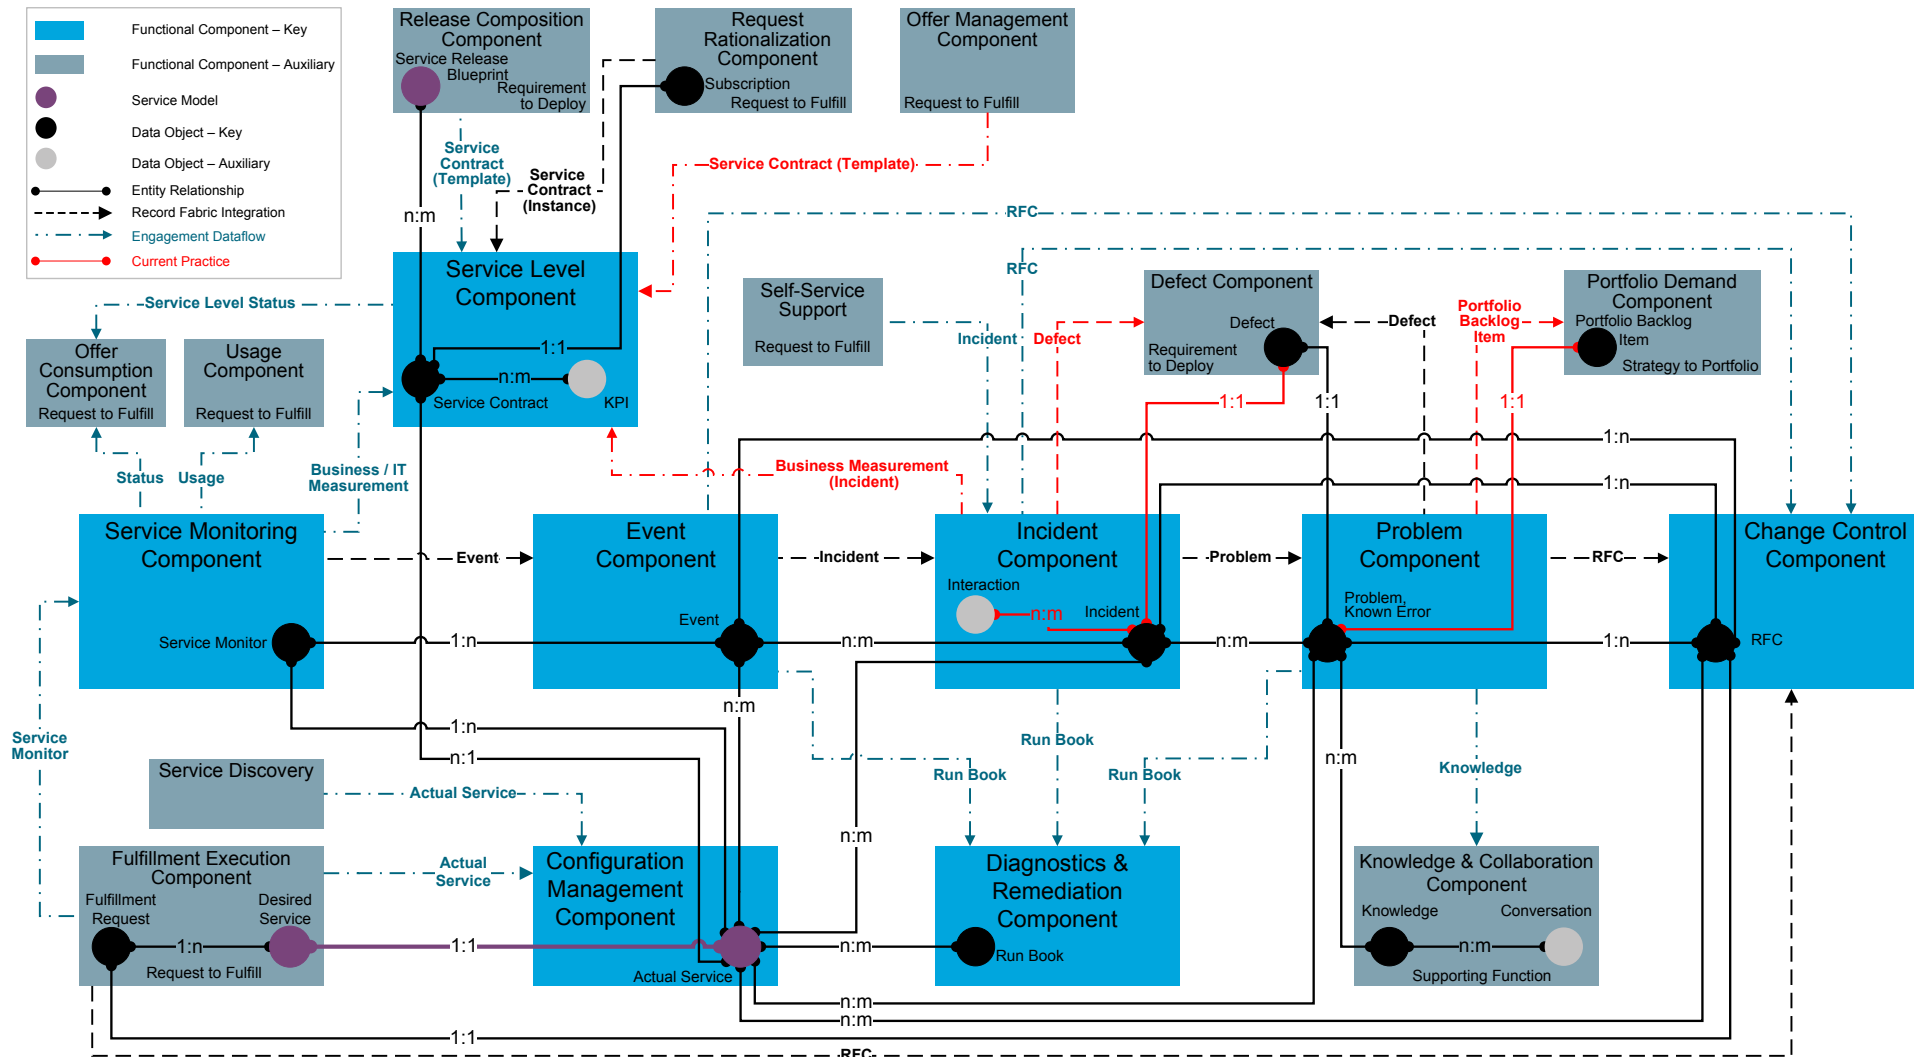 Functional Component – Key
Functional Component – Auxiliary
Service Model
Data Object – Key
Data Object – Auxiliary
Entity Relationship
Record Fabric Integration
Engagement Dataflow
Current Practice
Release Composition
Component
Service Release
Blueprint
Requirement
to Deploy
Request
Rationalization
Component
Subscription
Request to Fulfill
Offer Management
Component
Request to Fulfill
Service
Contract
(Template)
Service
Contract
(Instance)
Service Contract (Template)
n:m
RFC
RFC
Service Level
Component
1:1
n:m
Service Contract
KPI
Service Level Status
Offer
Consumption
Component
Request to Fulfill
Usage
Component
Request to Fulfill
Status
Usage
Business / IT
Measurement
Self-Service
Support
Request to Fulfill
Incident
Defect
Defect Component
Defect
Requirement
to Deploy
Defect
Portfolio
Backlog
Item
Portfolio Demand
Component
Portfolio Backlog
Item
Strategy to Portfolio
1:1
1:1
1:1
1:n
1:n
Business Measurement
(Incident)
Service Monitoring
Component
Service Monitor
Event
Event
Component
Event
Incident
Incident
Component
Interaction
n:m
Incident
Problem
Problem
Component
Problem,
Known Error
RFC
Change Control
Component
RFC
1:n
n:m
n:m
1:n
n:m
1:n
n:1
Service
Monitor
Run Book
Run Book
Run Book
n:m
Knowledge
Service Discovery
Actual Service
n:m
Fulfillment Execution
Component
Fulfillment
Request
Desired
Service
1:n
Request to Fulfill
Actual
Service
1:1
Configuration
Management
Component
Actual Service
n:m
Diagnostics &
Remediation
Component
Run Book
Knowledge & Collaboration
Component
Knowledge
Conversation
n:m
Supporting Function
n:m
n:m
1:1
RFC